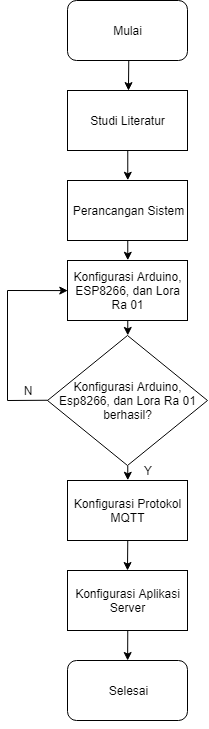 Mulai
Studi Literatur
Perancangan Sistem
Konfigurasi Arduino,
ESP8266, dan Lora
Ra 01
N
Konfigurasi Arduino,
Esp8266, dan Lora Ra 01
berhasil?
Y
Konfigurasi Protokol
MQTT
Konfigurasi Aplikasi
Server
Selesai